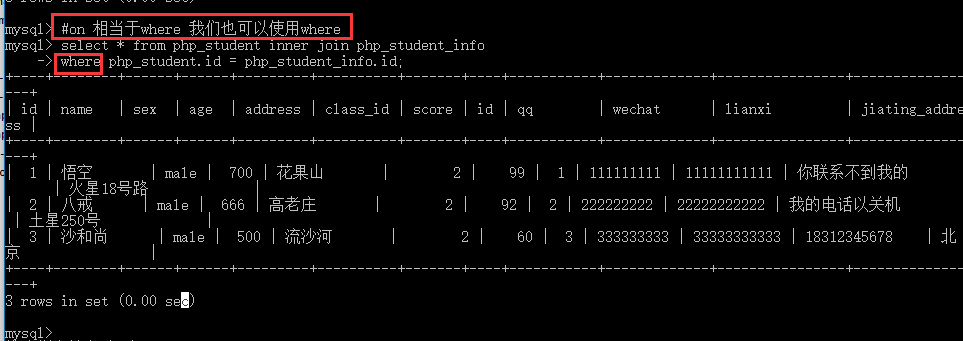 mysql> #on 相当于where 我们也可以使用where
mysql> select * from php_student inner join php_student_info
-> where php_student.id = php_student_info.id;
+----+-----------+------+------+---------+----------+-------+----+-----------+-------------+--------------+-------------
---+
| id | name | sex | age | address | class_id | score | id | qq | wechat | lianxi | jiating_addre
ss |
+----+-----------+------+------+---------+----------+-------+----+-----------+-------------+--------------+-------------
---+
| 1 | 悟空 | male | 700 | 花果山 | 2 | 99 | 1 | 111111111 | 11111111111 | 你联系不到我的
| 火星18号路 |
| 2 | 八戒 | male | 666 | 高老庄 | 2 | 92 | 2 | 222222222 | 22222222222 | 我的电话以关机
| 土星250号 |
| 3 | 沙和尚 | male | 500 | 流沙河 | 2 | 60 | 3 | 333333333 | 33333333333 | 18312345678 | 北
京 |
+----+-----------+------+------+---------+----------+-------+----+-----------+-------------+--------------+-------------
---+
3 rows in set (0.00 sec)
mysql>